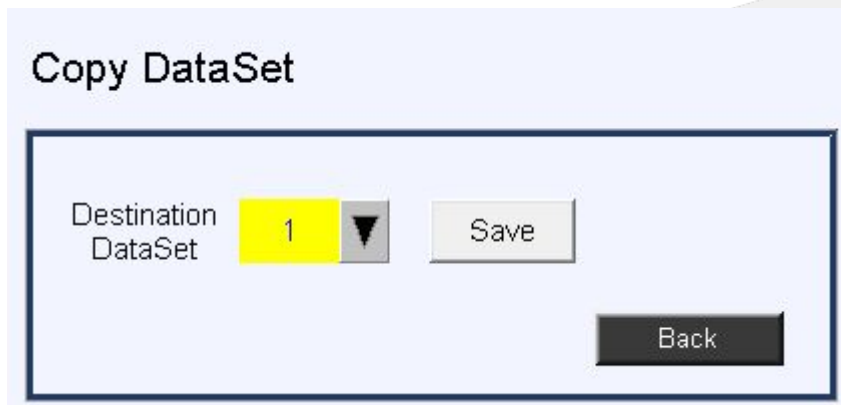 Copy DataSet
Destination
DataSet
1
Save
Back